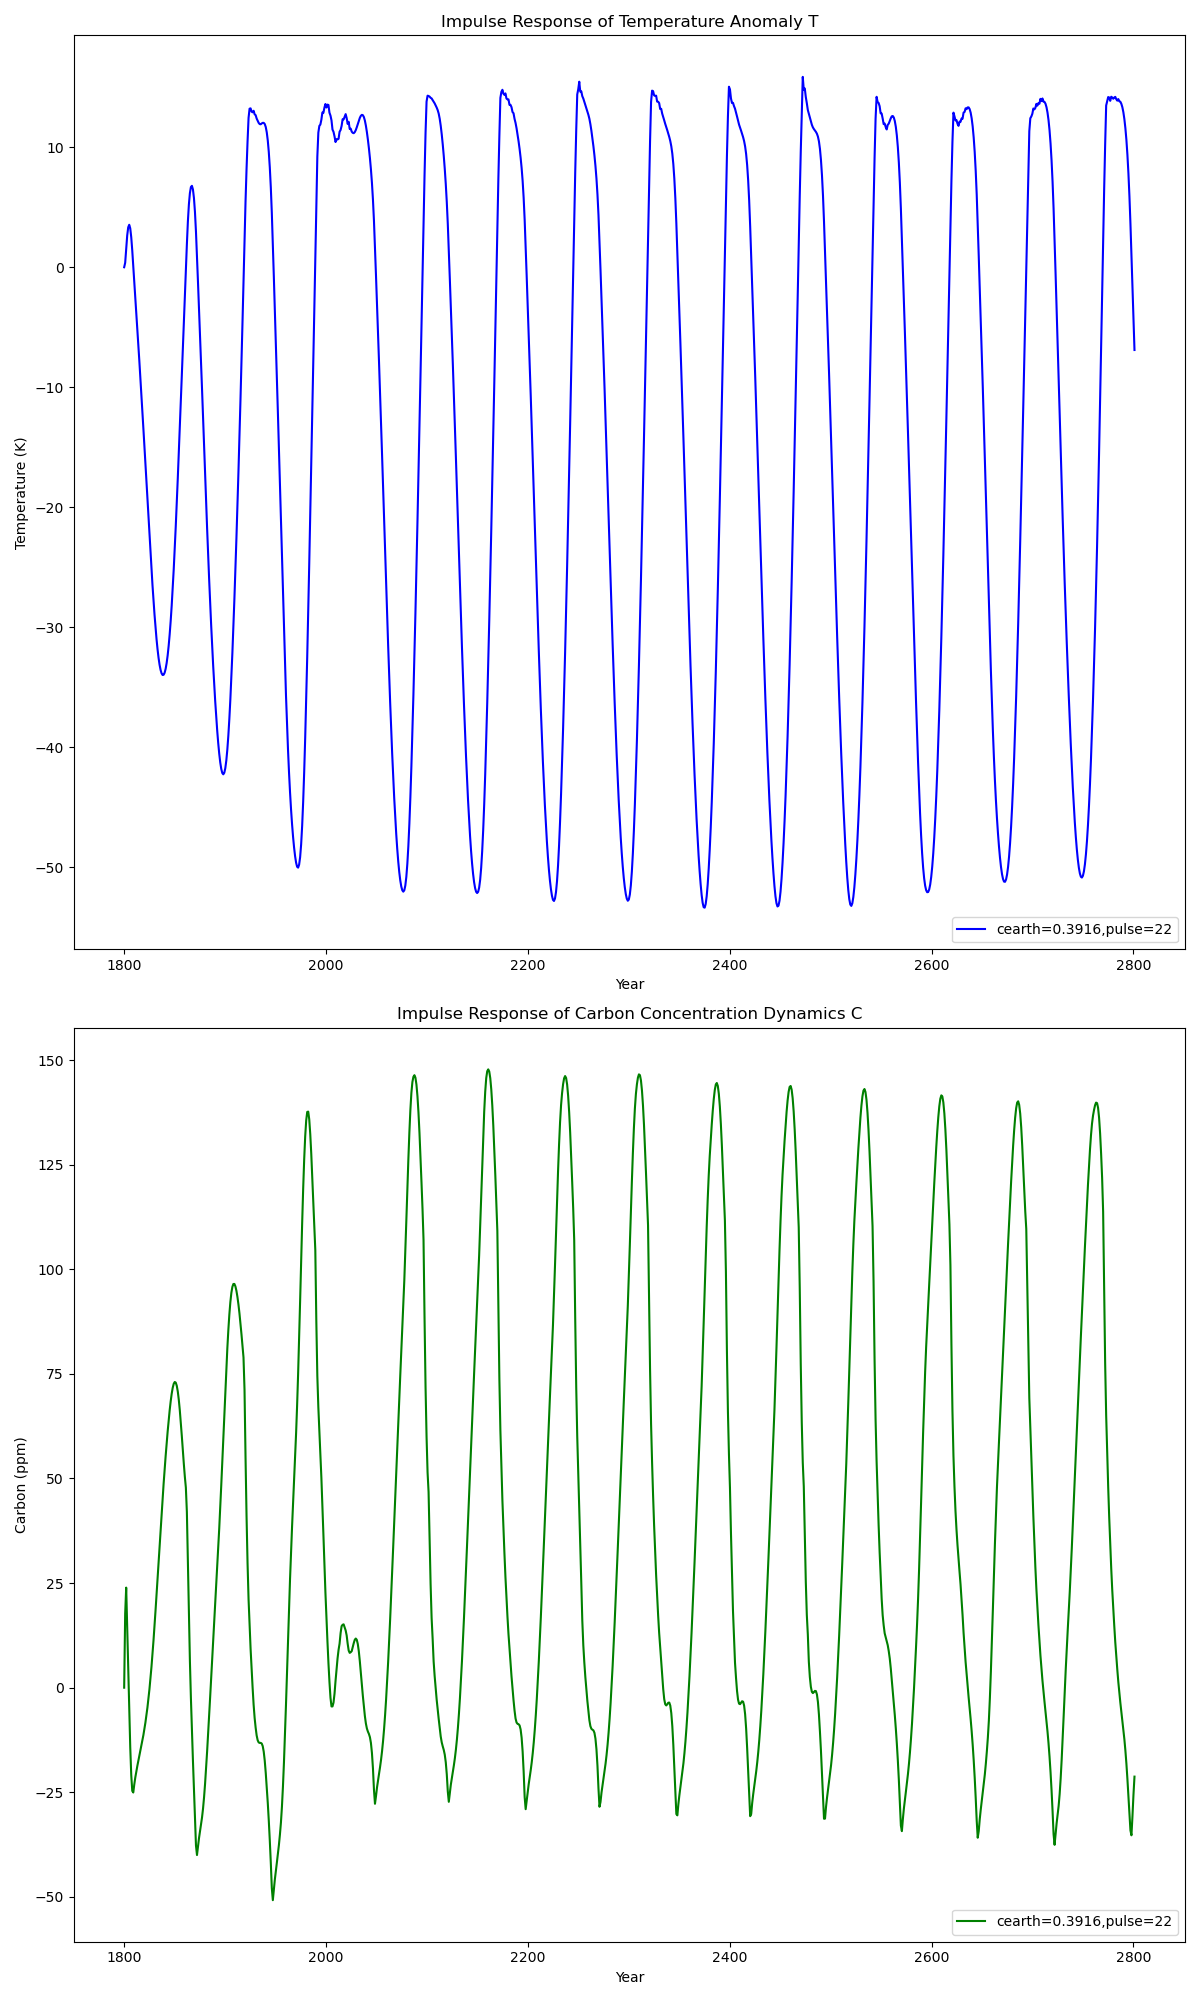 Impulse Response of Temperature Anomaly T
Temperature (K)
10
0
−10
−20
−30
−40
−50
cearth=0.3916,pulse=22
1800 2000 2200 2400 2600 2800
Year
Impulse Response of Carbon Concentration Dynamics C
Carbon (ppm)
150
125
100
75
50
25
0
−25
−50
cearth=0.3916,pulse=22
1800 2000 2200 2400 2600 2800
Year